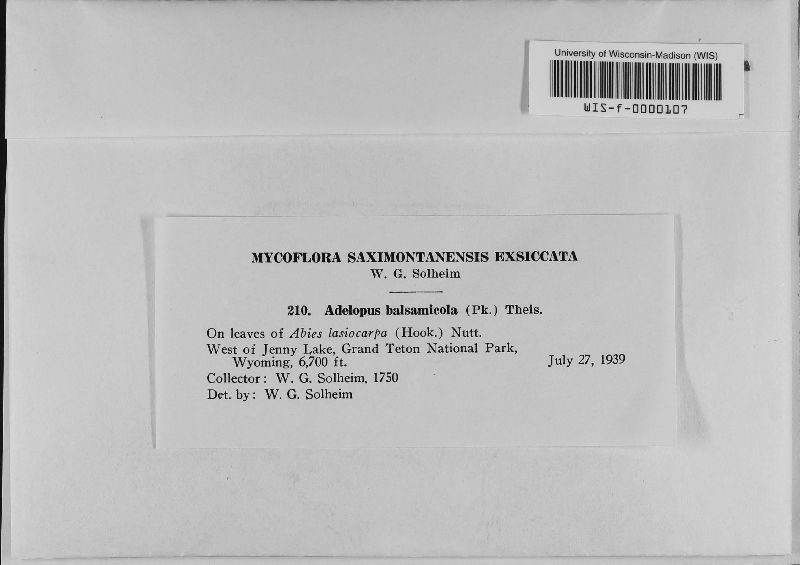 University of Wisconsin-Madison (WIS)
WIS-f-0000107
MYCOFLORA SAXIMONTANENSIS EXSICCATA
W. G. Solheim
210. Adelopus balsamicola (Pk.) Theis.
On leaves of Abies lasiocarpa (Hook.) Nutt.
West of Jenny Lake, Grand Teton National Park,
Wyoming, 6,700 ft. July 27, 1939
Collector: W. G. Solheim, 1750
Det. by: W. G. Solheim